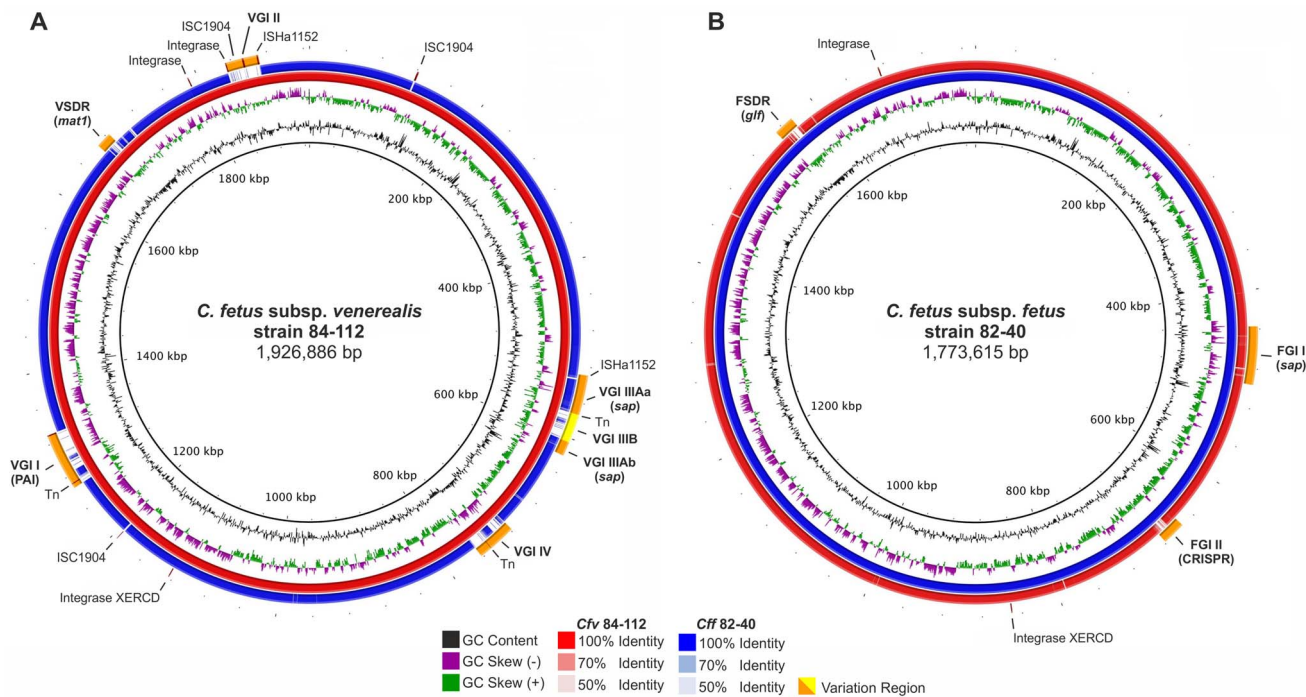 A
ISC1904
VGI II
Integrase
ISHa1152
Integrase
ISC1904
VSDR
(mat1)
1800 kbp
200 kbp
1600 kbp
400 kbp
C. fetus subsp. venerealis
strain 84-112
1,926,886 bp
1400 kbp
600 kbp
1200 kbp
800 kbp
1000 kbp
ISHa1152
VGI IIIAa
(sap)
Tn
VGI IIIB
VGI IIIAb
(sap)
VGI I
(PAI)
Tn
VGI IV
Tn
ISC1904
Integrase XERCD
B
Integrase
FSDR
(glf)
1600 kbp
200 kbp
1400 kbp
400 kbp
C. fetus subsp. fetus
strain 82-40
1,773,615 bp
1200 kbp
600 kbp
1000 kbp
800 kbp
FGI I
(sap)
FGI II
(CRISPR)
Integrase XERCD
Cfv 84-112 Cff 82-40
GC Content 100% Identity 100% Identity
GC Skew (-) 70% Identity 70% Identity
GC Skew (+) 50% Identity 50% Identity Variation Region